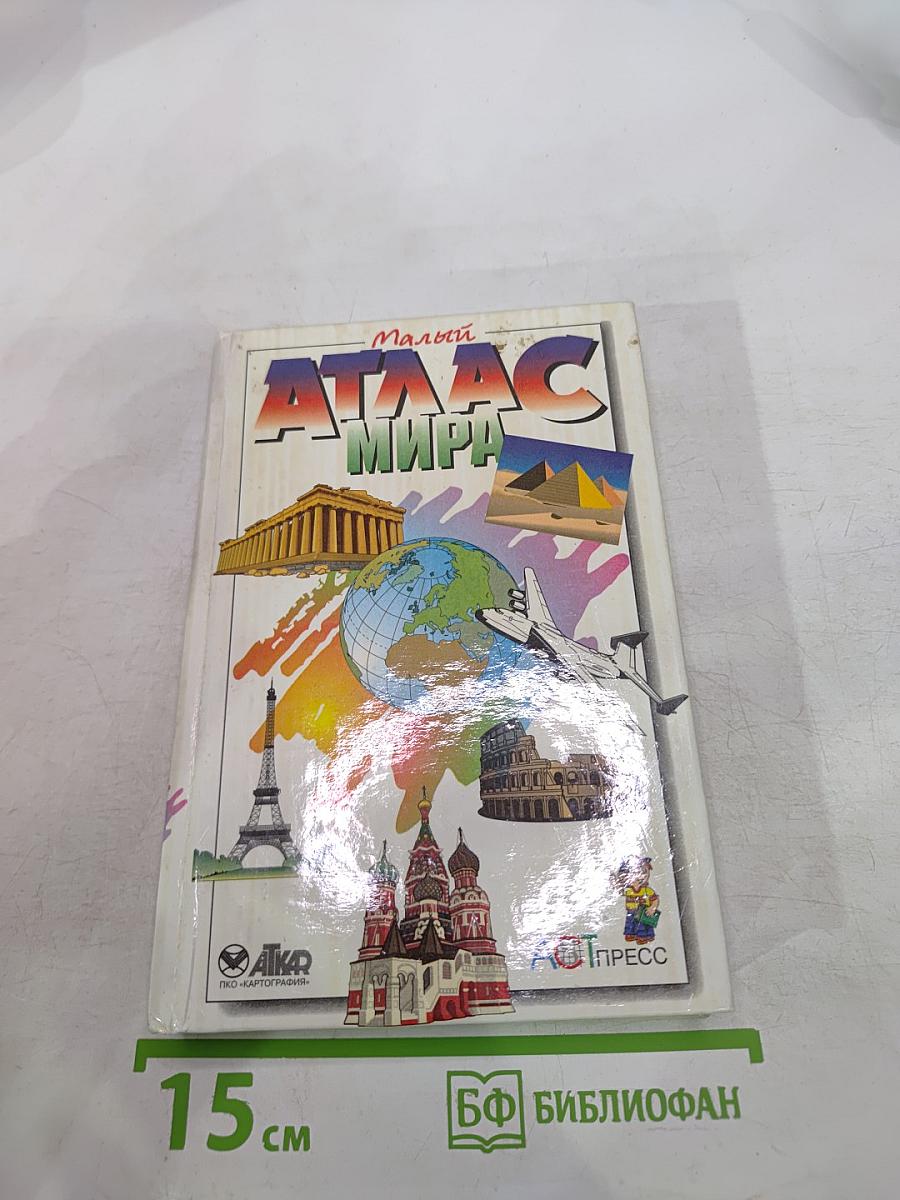 Малый
АТЛАС
МИРА
АТКАР
ПКО «КАРТОГРАФИЯ»
АСТ ПРЕСС
15 см
БФ БИБЛИОФАН